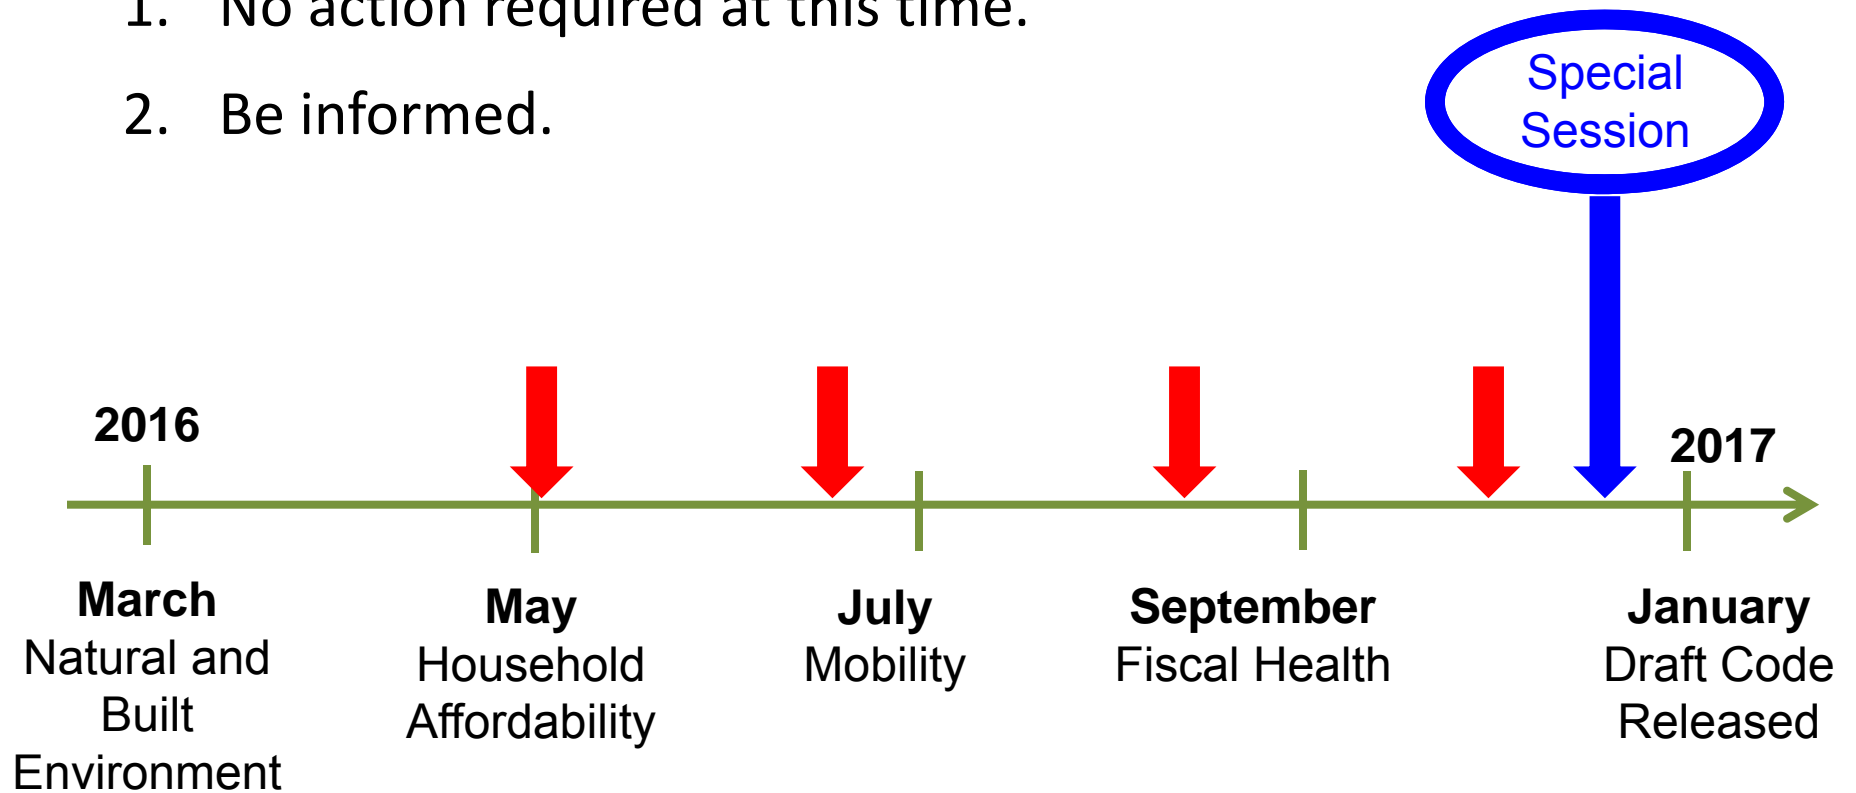 1. No action required at this time.
2. Be informed.
Special
Session
2016
2017
March
Natural and
Built
Environment
May
Household
Affordability
July
Mobility
September
Fiscal Health
January
Draft Code
Released